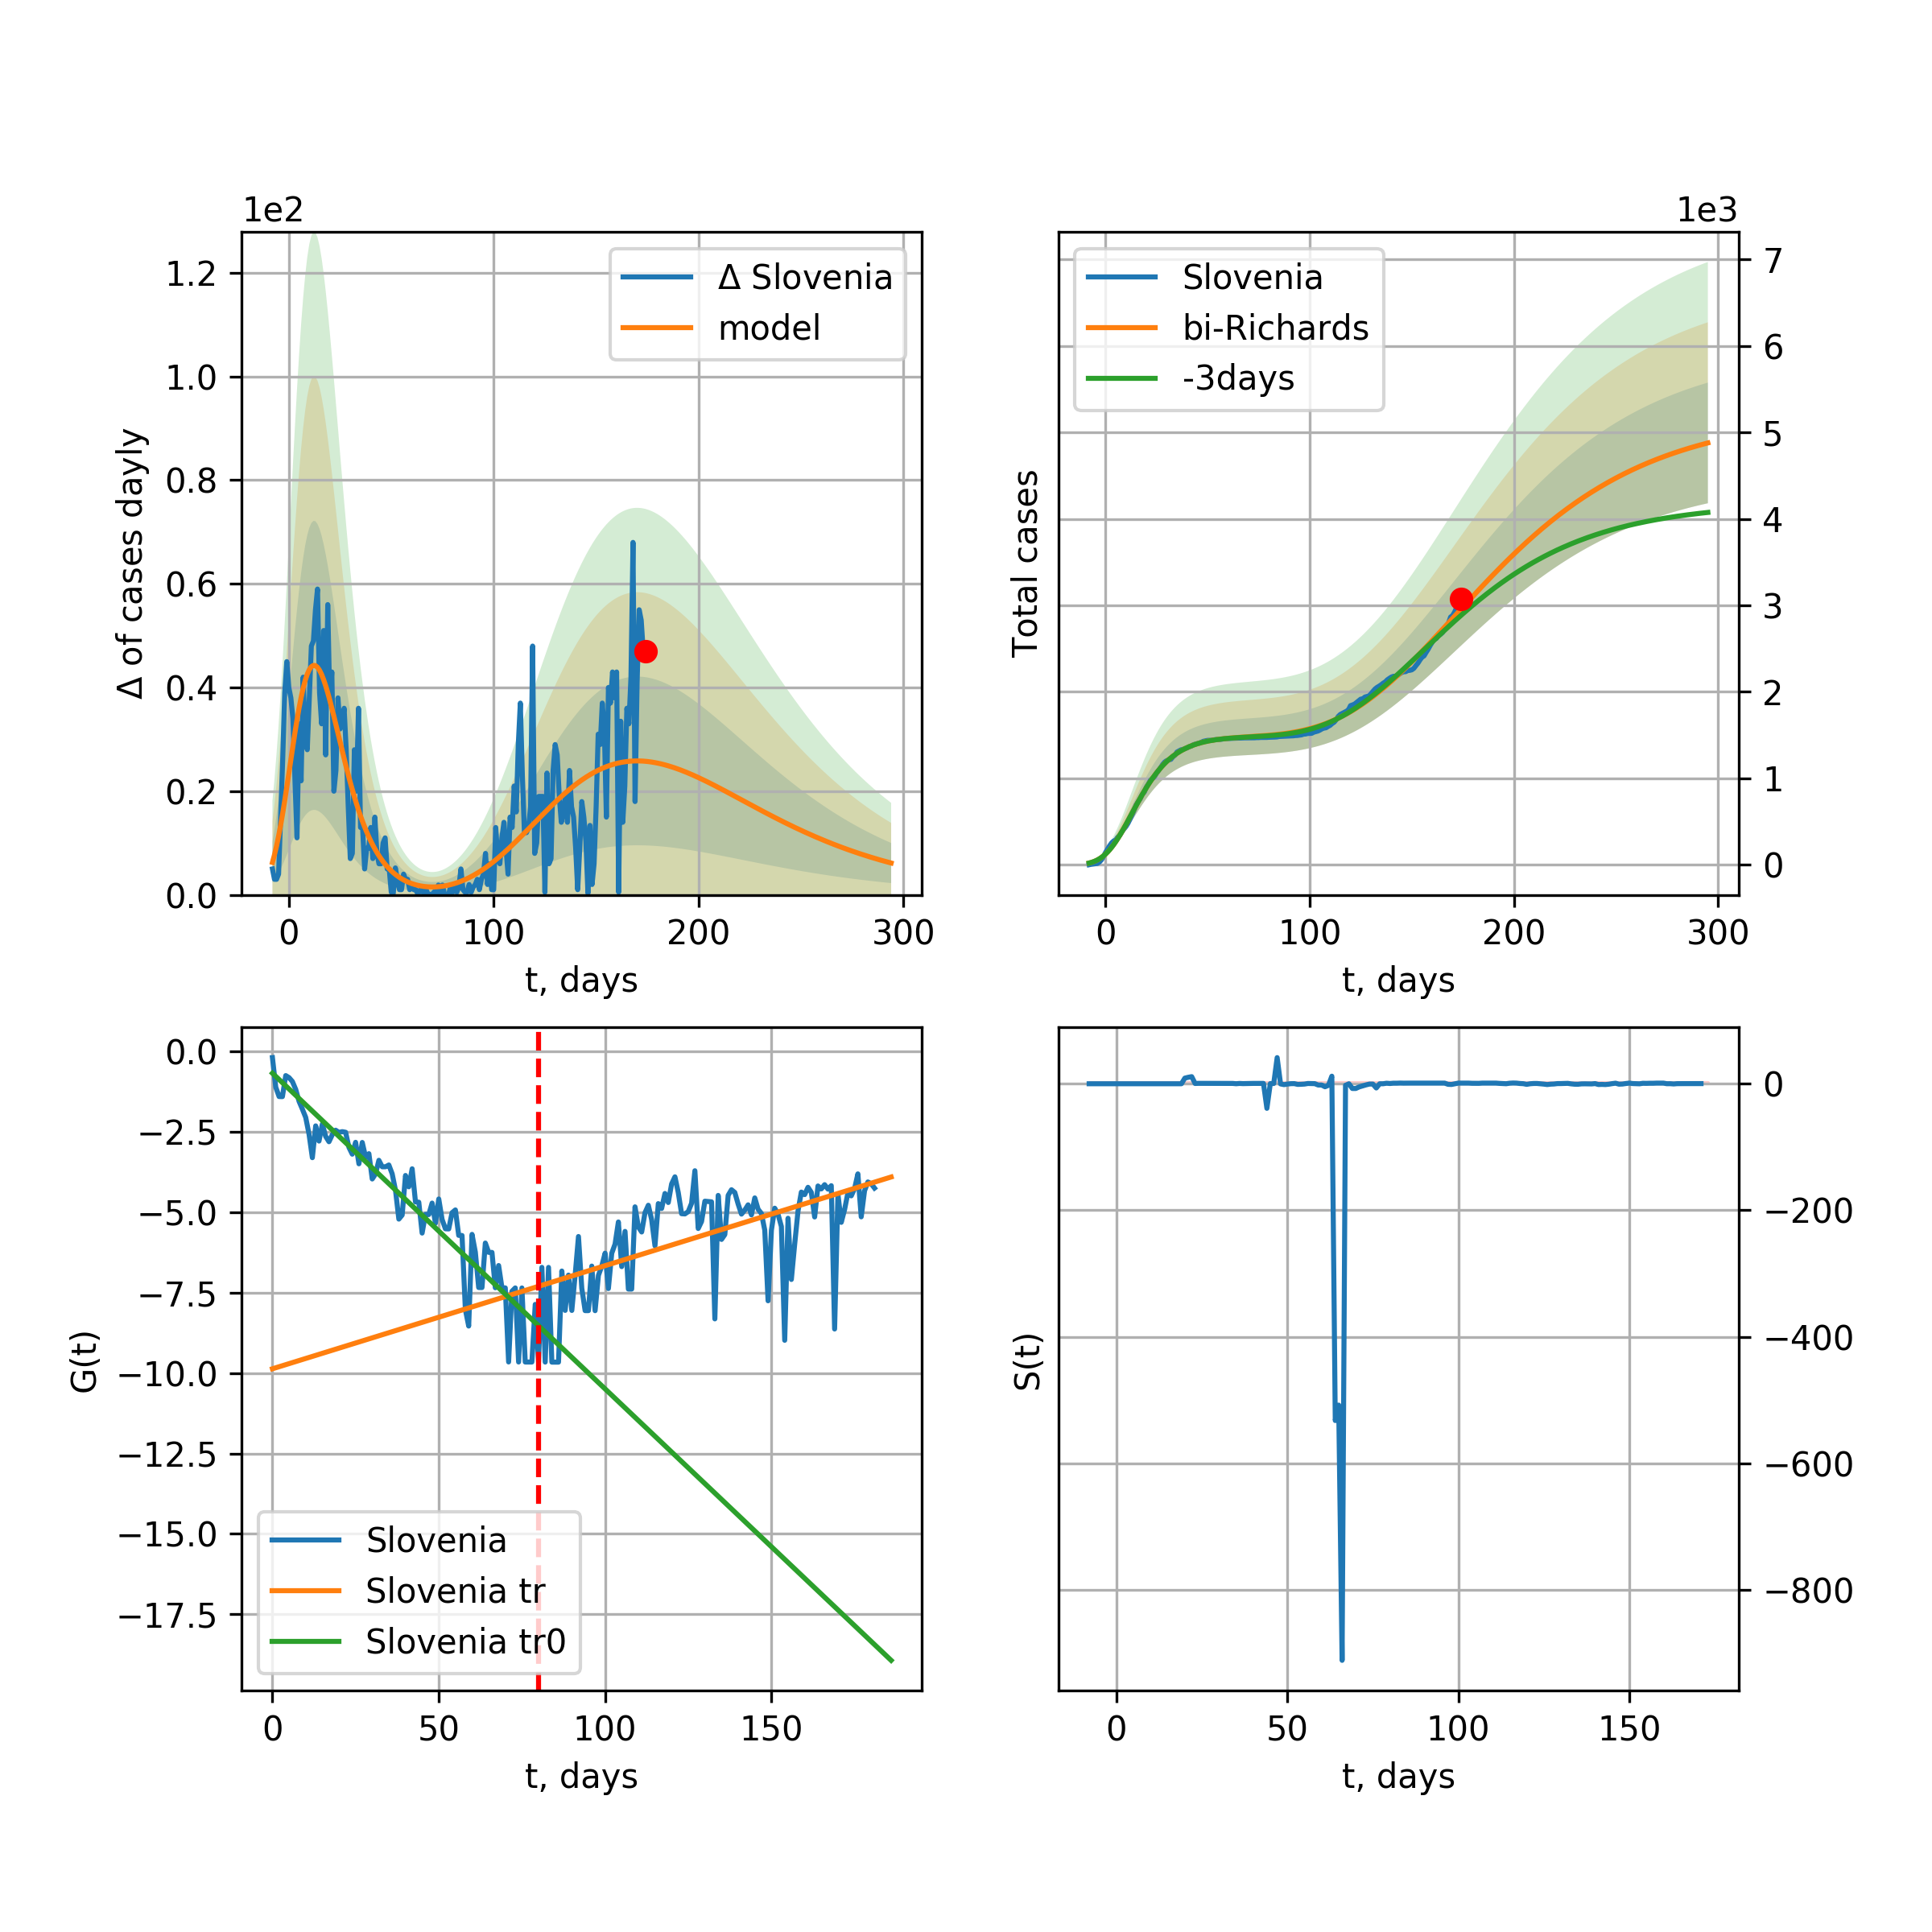 1e2
Δ of cases dayly
1.2
1.0
0.8
0.6
0.4
0.2
0.0
Δ Slovenia
model
0 100 200 300
t, days
1e3
Total cases
Slovenia
bi-Richards
-3days
7
6
5
4
3
2
1
0
0 100 200 300
t, days
G(t)
0.0
−2.5
−5.0
−7.5
−10.0
−12.5
−15.0
−17.5
Slovenia
Slovenia tr
Slovenia tr0
0 50 100 150
t, days
S(t)
0
−200
−400
−600
−800
0 50 100 150
t, days